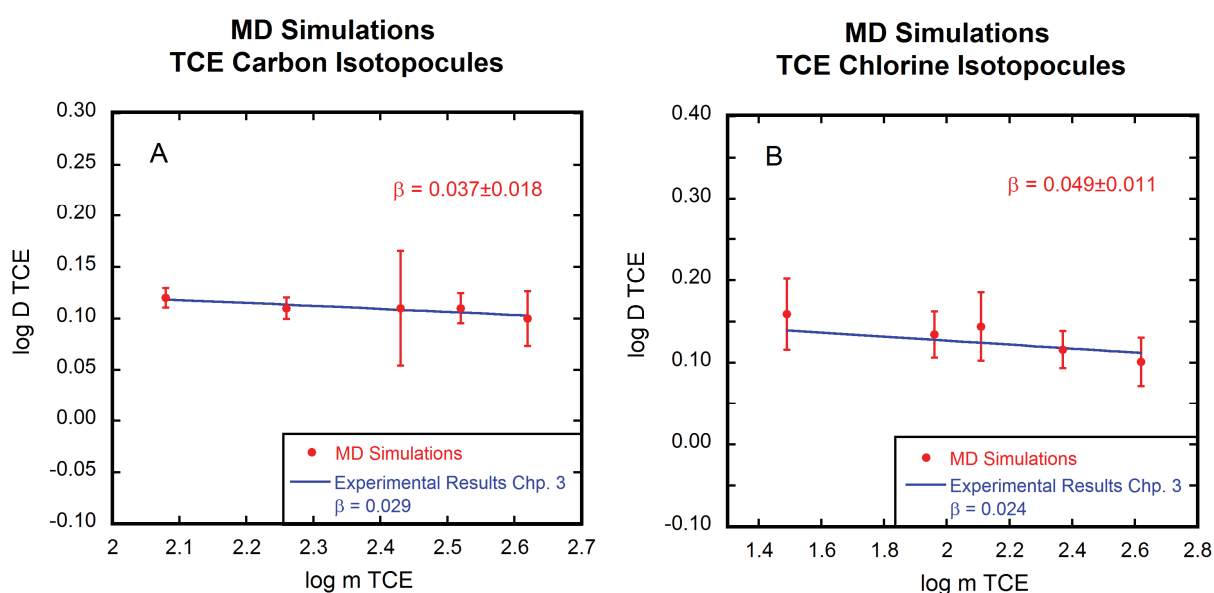 MD Simulations
TCE Carbon Isotopocules
0.30
0.25
0.20
0.15
0.10
0.05
0.00
-0.05
-0.10
log D TCE
A
β = 0.037±0.018
MD Simulations
Experimental Results Chp. 3
β = 0.029
2
2.1
2.2
2.3
2.4
2.5
2.6
2.7
log m TCE
MD Simulations
TCE Chlorine Isotopocules
0.40
0.30
0.20
0.10
0.00
-0.10
log D TCE
B
β = 0.049±0.011
MD Simulations
Experimental Results Chp. 3
β = 0.024
1.4
1.6
1.8
2
2.2
2.4
2.6
2.8
log m TCE